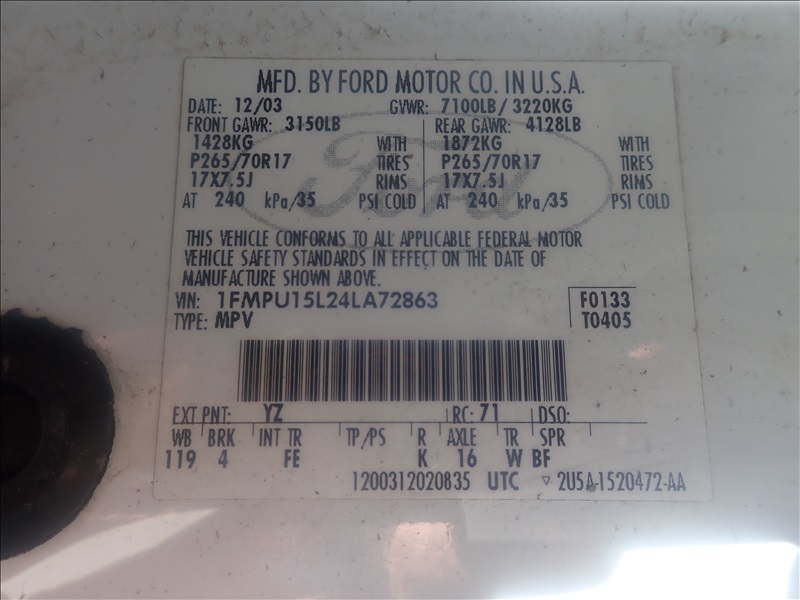 MFD. BY FORD MOTOR CO. IN U.S.A.
DATE: 12/03 GVWR: 7100LB/ 3220KG
FRONT GAWR: 3150LB REAR GAWR: 4128LB
1428KG WITH 1872KG WITH
P265/70R17 TIRES P265/70R17 TIRES
17X7.5J RIMS 17X7.5J RIMS
AT 240 kPa/35 PSI COLD AT 240 kPa/35 PSI COLD
Ford
THIS VEHICLE CONFORMS TO ALL APPLICABLE FEDERAL MOTOR
VEHICLE SAFETY STANDARDS IN EFFECT ON THE DATE OF
MANUFACTURE SHOWN ABOVE.
VIN: 1FMPU15L24LA72863 F0133
TYPE: MPV T0405
EXT PNT: YZ RC: 71 DSO:
WB BRK INT TR TP/PS R AXLE TR SPR
119 4 FE K 16 W BF
1200312020835 UTC ▽ 2U5A-1520472-AA